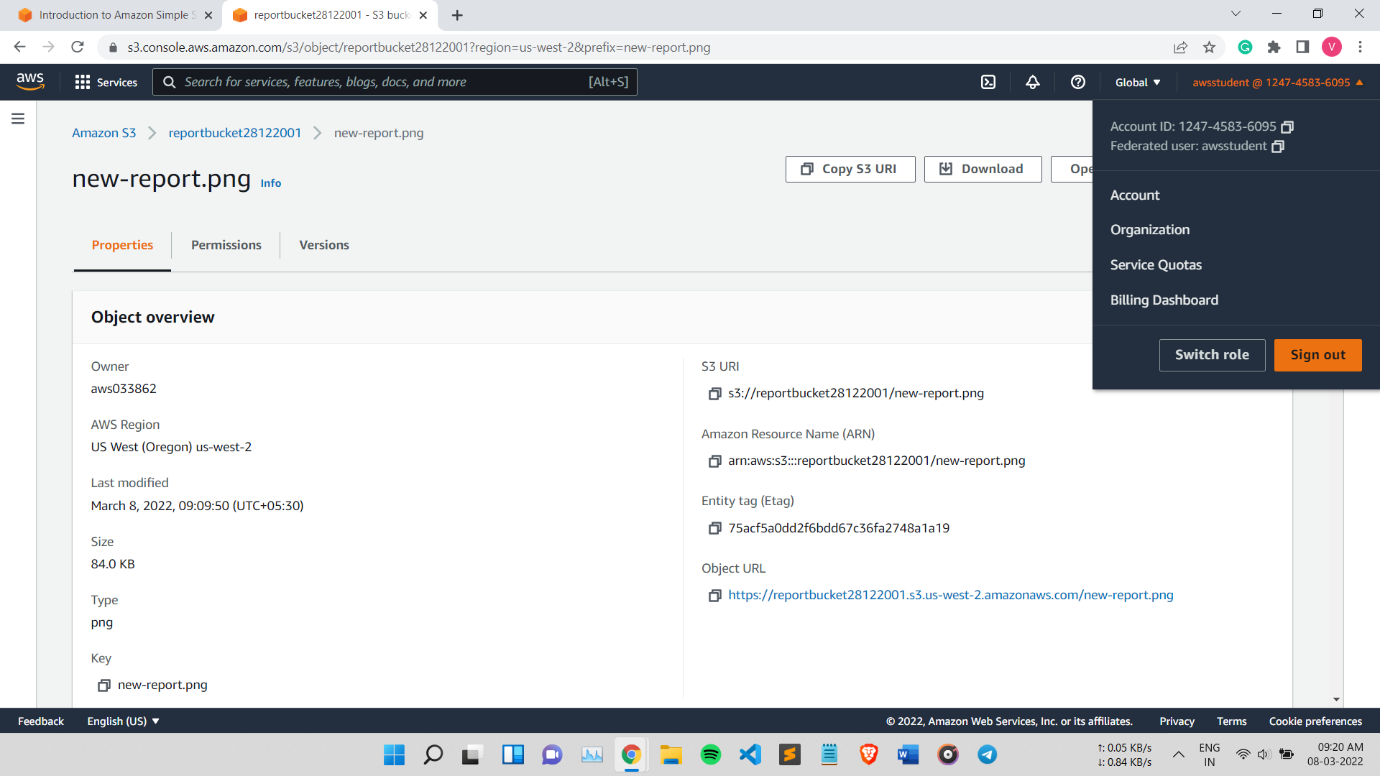 Introduction to Amazon Simple S
reportbucket28122001 - S3 buck
s3.console.aws.amazon.com/s3/object/reportbucket28122001?region=us-west-2&prefix=new-report.png
V
aws
Services
Search for services, features, blogs, docs, and more
[Alt+S]
Global
awsstudent @ 1247-4583-6095
Account ID: 1247-4583-6095
Federated user: awsstudent
Account
Organization
Service Quotas
Billing Dashboard
Switch role
Sign out
Amazon S3
reportbucket28122001
new-report.png
new-report.png
Info
Copy S3 URI
Download
Ope
Properties
Permissions
Versions
Object overview
Owner
aws033862
AWS Region
US West (Oregon) us-west-2
Last modified
March 8, 2022, 09:09:50 (UTC+05:30)
Size
84.0 KB
Type
png
Key
new-report.png
S3 URI
s3://reportbucket28122001/new-report.png
Amazon Resource Name (ARN)
arn:aws:s3:::reportbucket28122001/new-report.png
Entity tag (Etag)
75acf5a0dd2f6bdd67c36fa2748a1a19
Object URL
https://reportbucket28122001.s3.us-west-2.amazonaws.com/new-report.png
Feedback
English (US)
© 2022, Amazon Web Services, Inc. or its affiliates.
Privacy
Terms
Cookie preferences
↑: 0.05 KB/s
↓: 0.84 KB/s
ENG
IN
09:20 AM
08-03-2022